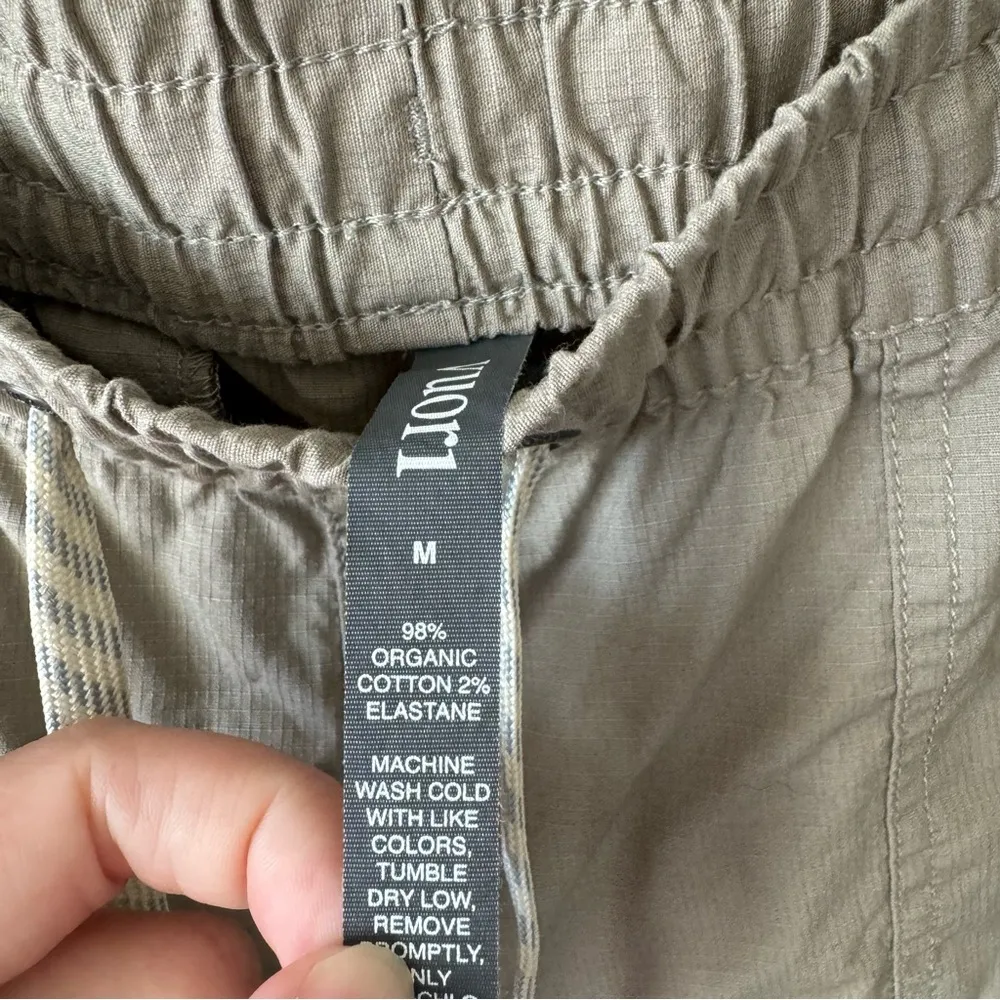 vuori
M
98%
ORGANIC
COTTON 2%
ELASTANE
MACHINE
WASH COLD
WITH LIKE
COLORS,
TUMBLE
DRY LOW,
REMOVE